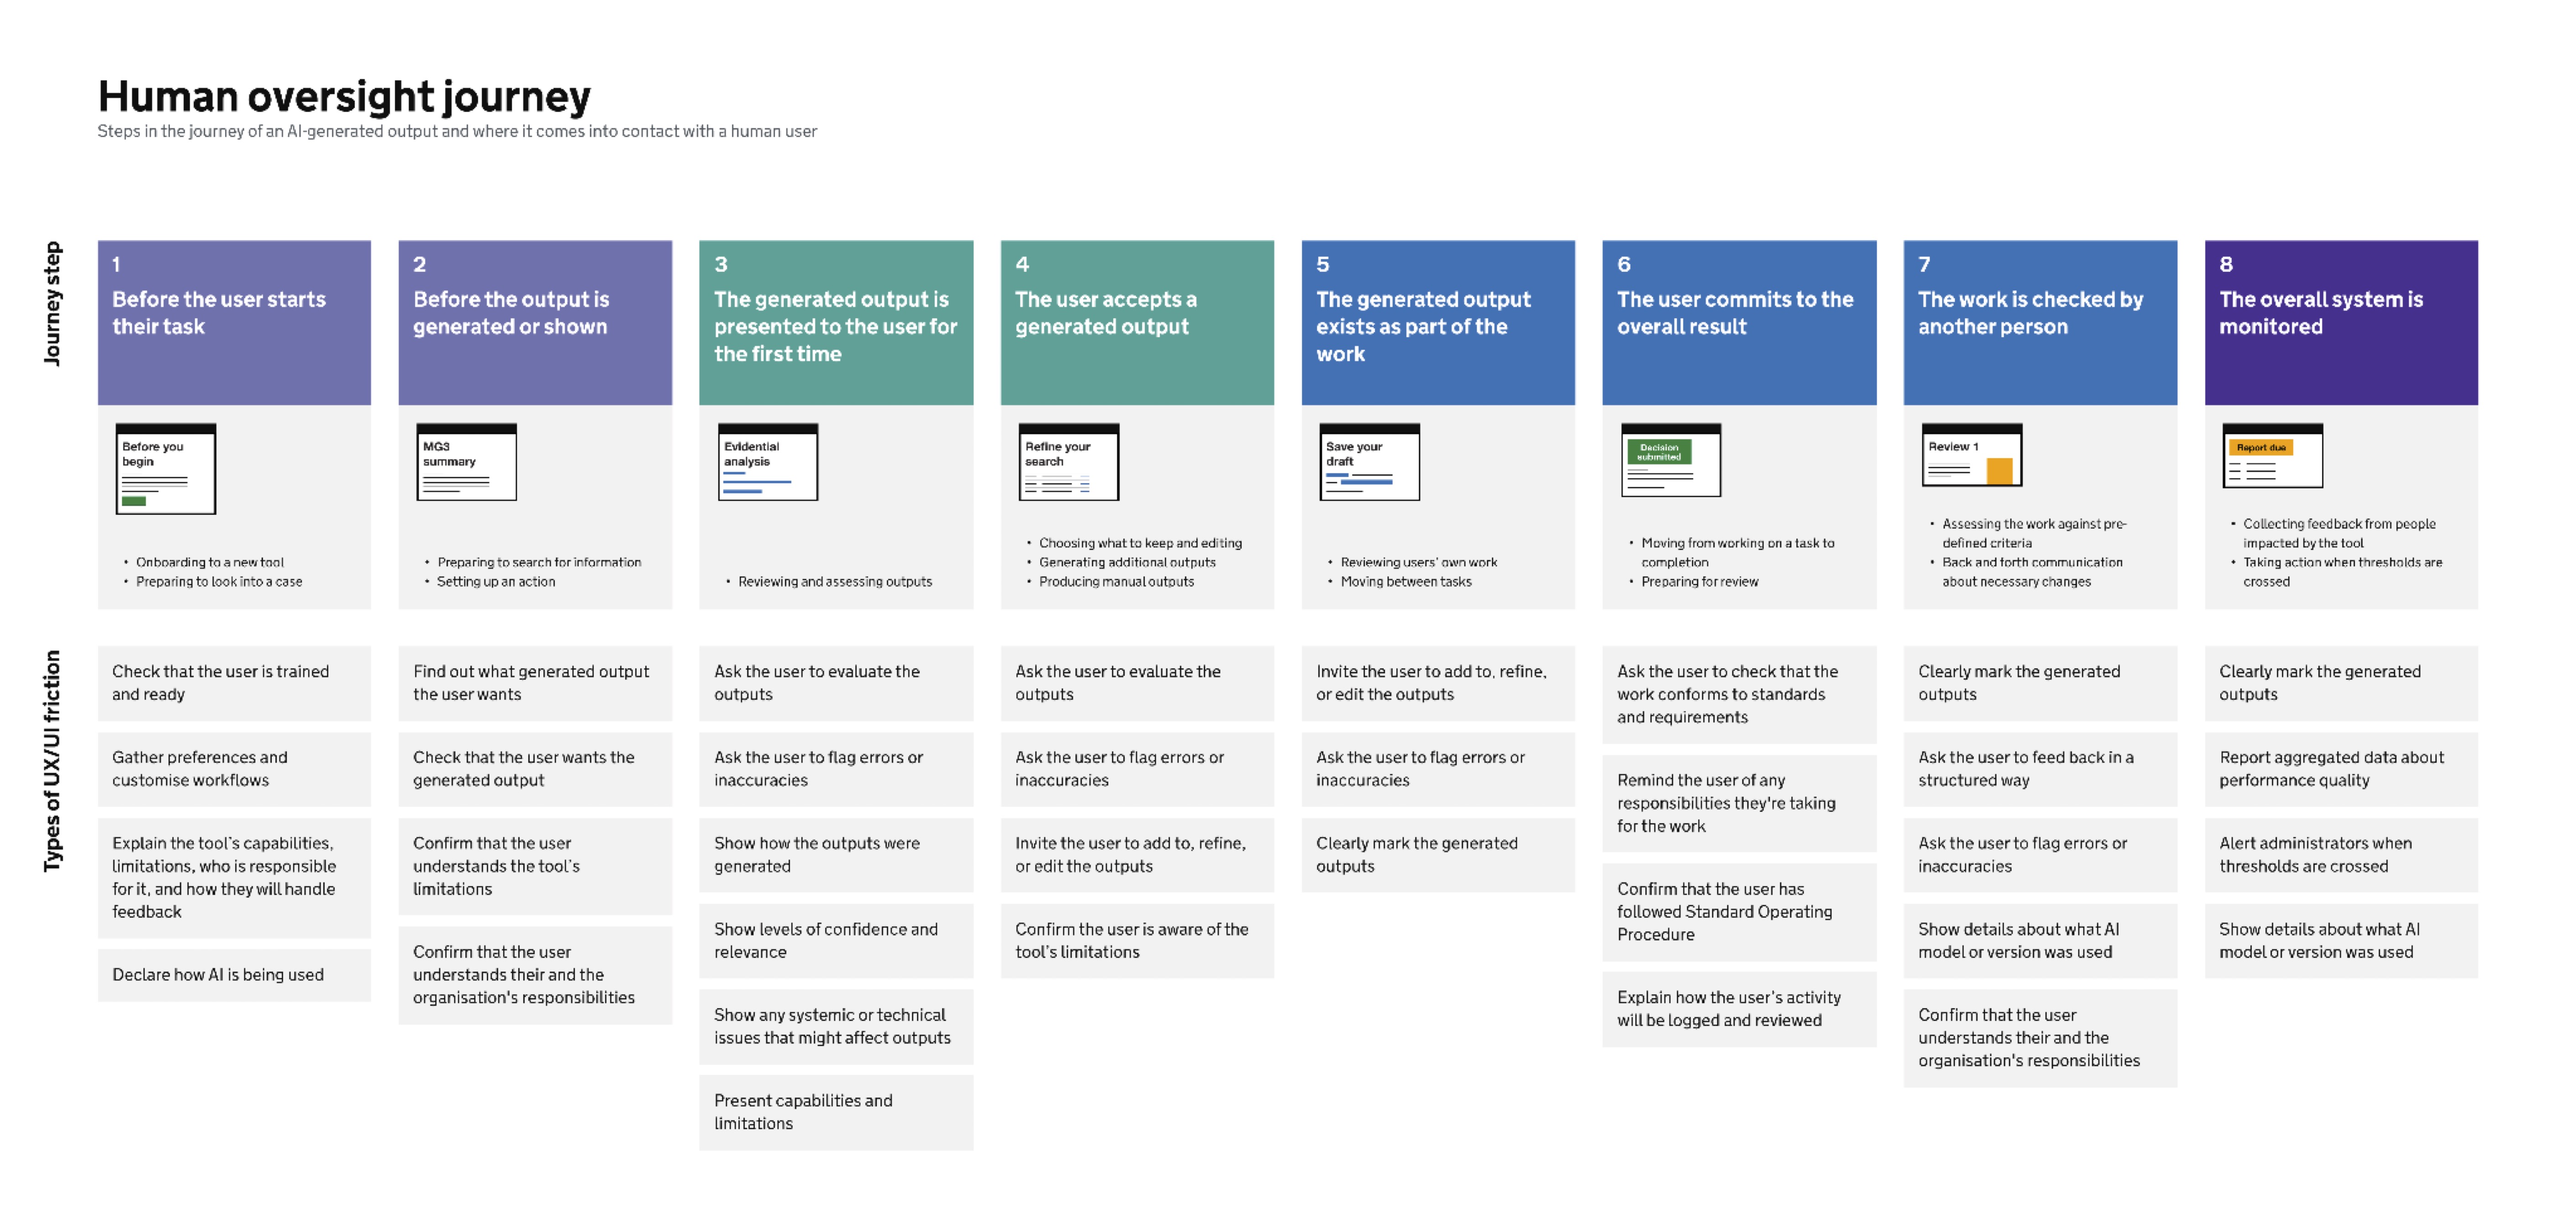 Human oversight journey
Steps in the journey of an AI-generated output and where it comes into contact with a human user
Journey step
1
Before the user starts
their task
Before you
begin
• Onboarding to a new tool
• Preparing to look into a case
2
Before the output is
generated or shown
MG3
summary
• Preparing to search for information
• Setting up an action
3
The generated output is
presented to the user for
the first time
Evidential
analysis
• Reviewing and assessing outputs
4
The user accepts a
generated output
Refine your
search
• Choosing what to keep and editing
• Generating additional outputs
• Producing manual outputs
5
The generated output
exists as part of the
work
Save your
draft
• Reviewing users' own work
• Moving between tasks
6
The user commits to the
overall result
Decision
submitted
• Moving from working on a task to
completion
• Preparing for review
7
The work is checked by
another person
Review 1
• Assessing the work against pre-
defined criteria
• Back and forth communication
about necessary changes
8
The overall system is
monitored
Report due
• Collecting feedback from people
impacted by the tool
• Taking action when thresholds are
crossed
Types of UX/UI friction
Check that the user is trained
and ready
Gather preferences and
customise workflows
Explain the tool's capabilities,
limitations, who is responsible
for it, and how they will handle
feedback
Declare how AI is being used
Find out what generated output
the user wants
Check that the user wants the
generated output
Confirm that the user
understands the tool's
limitations
Confirm that the user
understands their and the
organisation's responsibilities
Ask the user to evaluate the
outputs
Ask the user to flag errors or
inaccuracies
Show how the outputs were
generated
Show levels of confidence and
relevance
Show any systemic or technical
issues that might affect outputs
Present capabilities and
limitations
Ask the user to evaluate the
outputs
Ask the user to flag errors or
inaccuracies
Invite the user to add to, refine,
or edit the outputs
Confirm the user is aware of the
tool's limitations
Invite the user to add to, refine,
or edit the outputs
Ask the user to flag errors or
inaccuracies
Clearly mark the generated
outputs
Ask the user to check that the
work conforms to standards
and requirements
Remind the user of any
responsibilities they're taking
for the work
Confirm that the user has
followed Standard Operating
Procedure
Explain how the user's activity
will be logged and reviewed
Clearly mark the generated
outputs
Ask the user to feed back in a
structured way
Ask the user to flag errors or
inaccuracies
Show details about what AI
model or version was used
Confirm that the user
understands their and the
organisation's responsibilities
Clearly mark the generated
outputs
Report aggregated data about
performance quality
Alert administrators when
thresholds are crossed
Show details about what AI
model or version was used